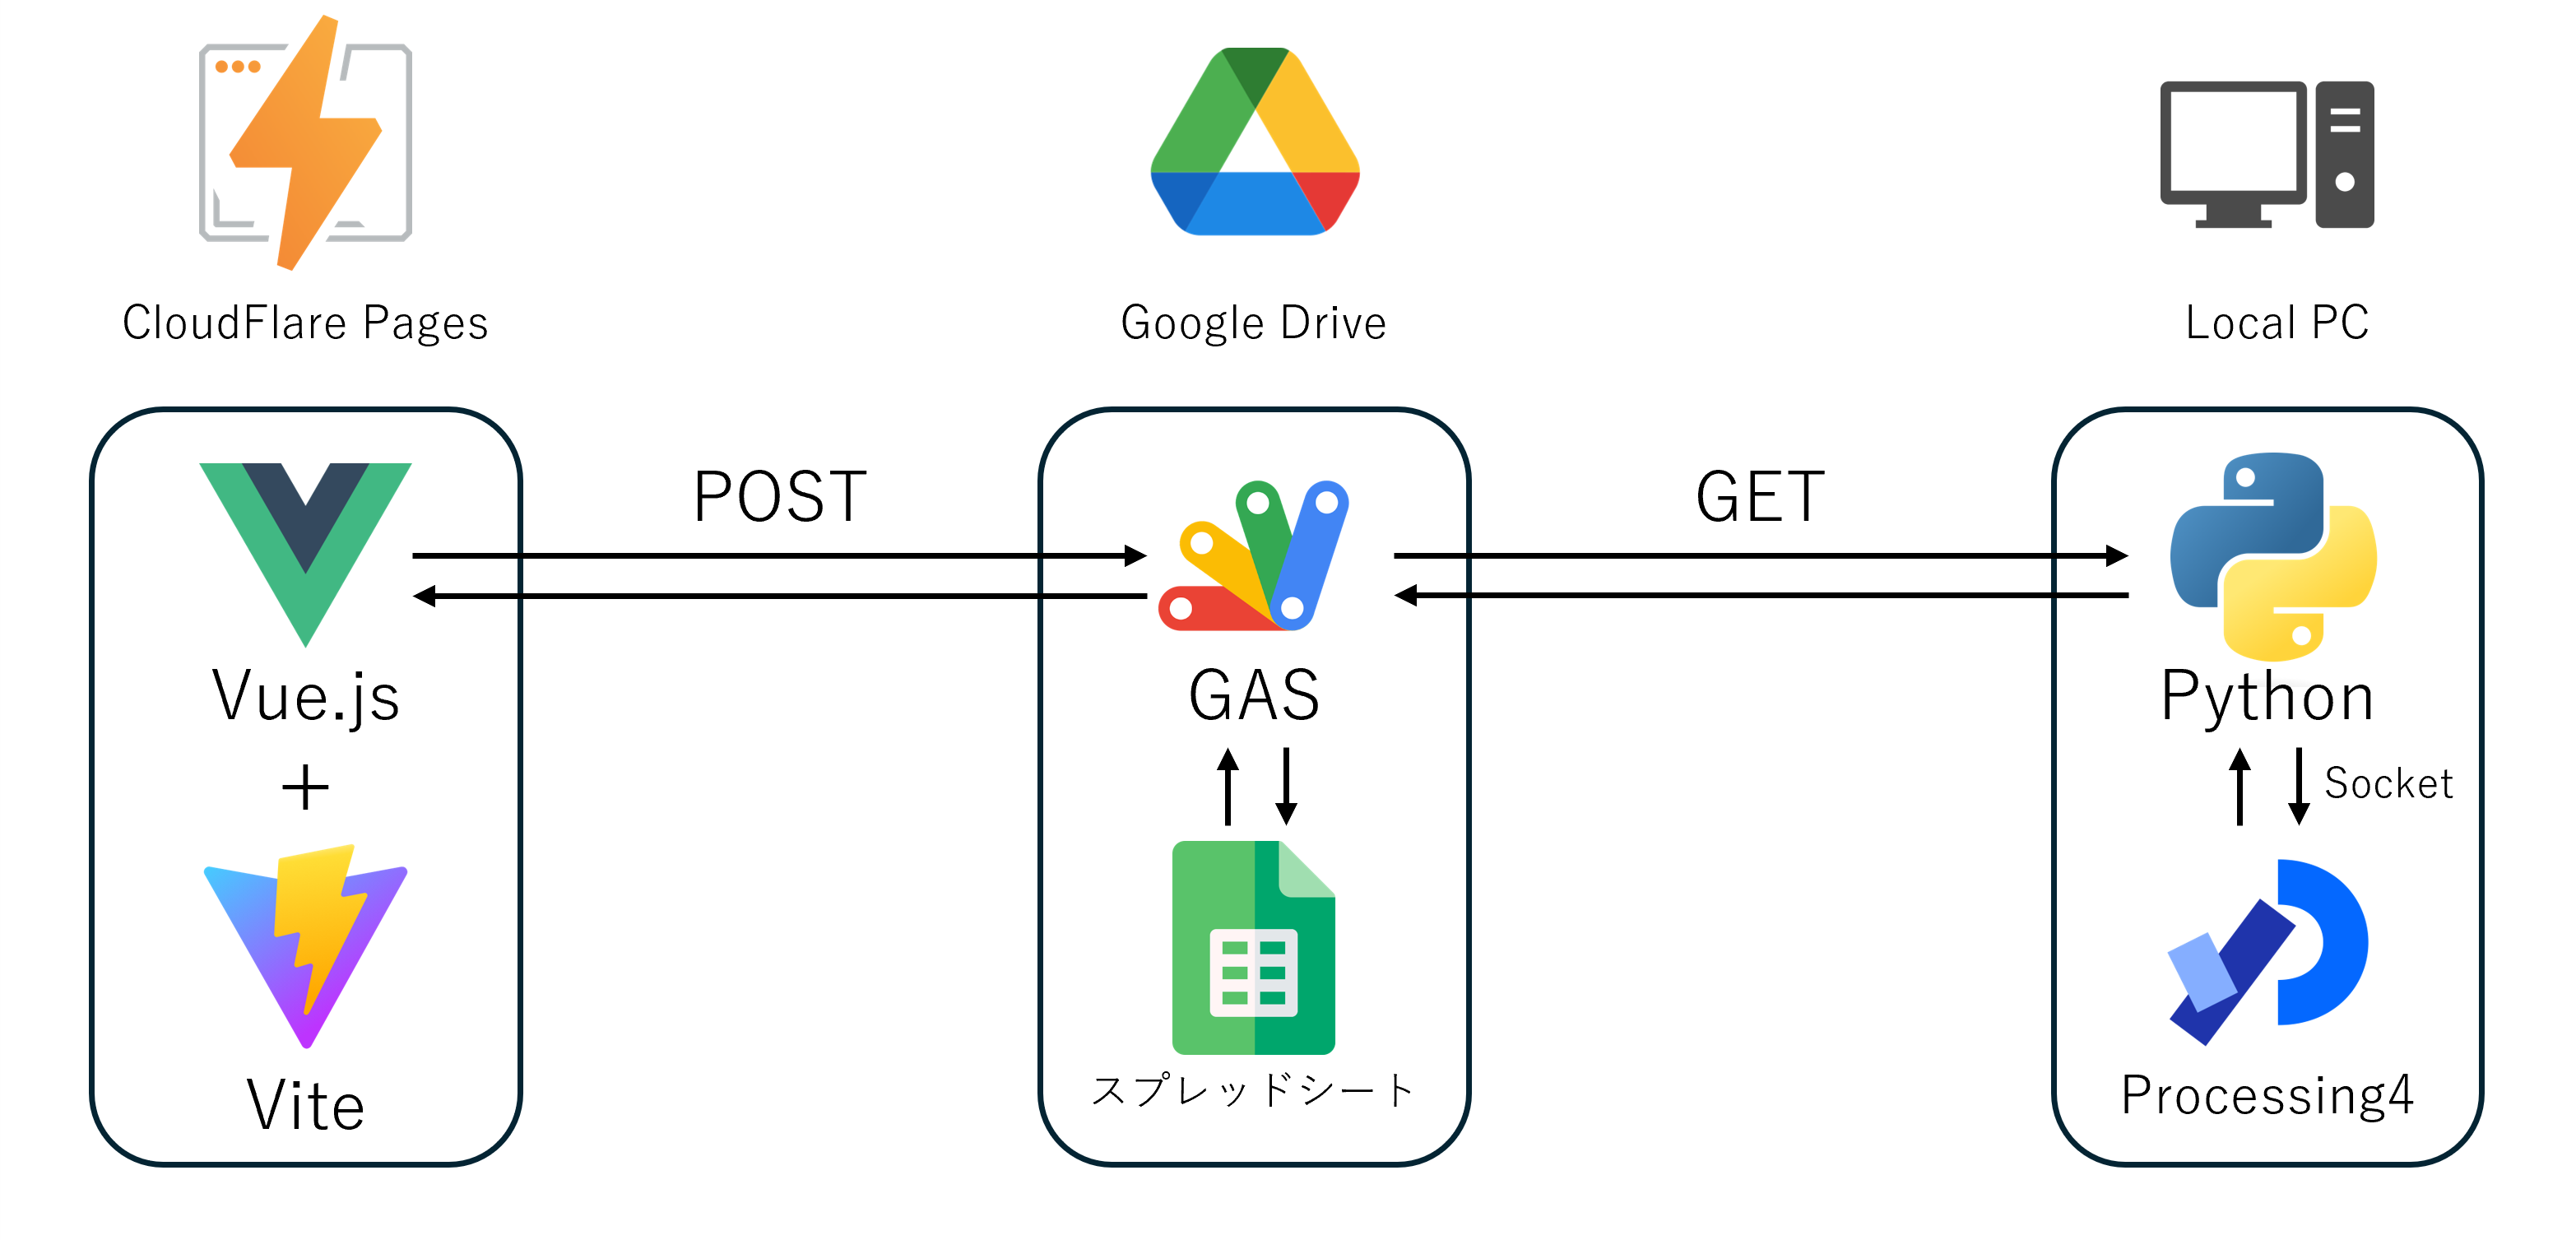 CloudFlare Pages
Google Drive
Local PC
POST
GET
Vue.js
GAS
Python
+
Socket
スプレッドシート
Vite
Processing4